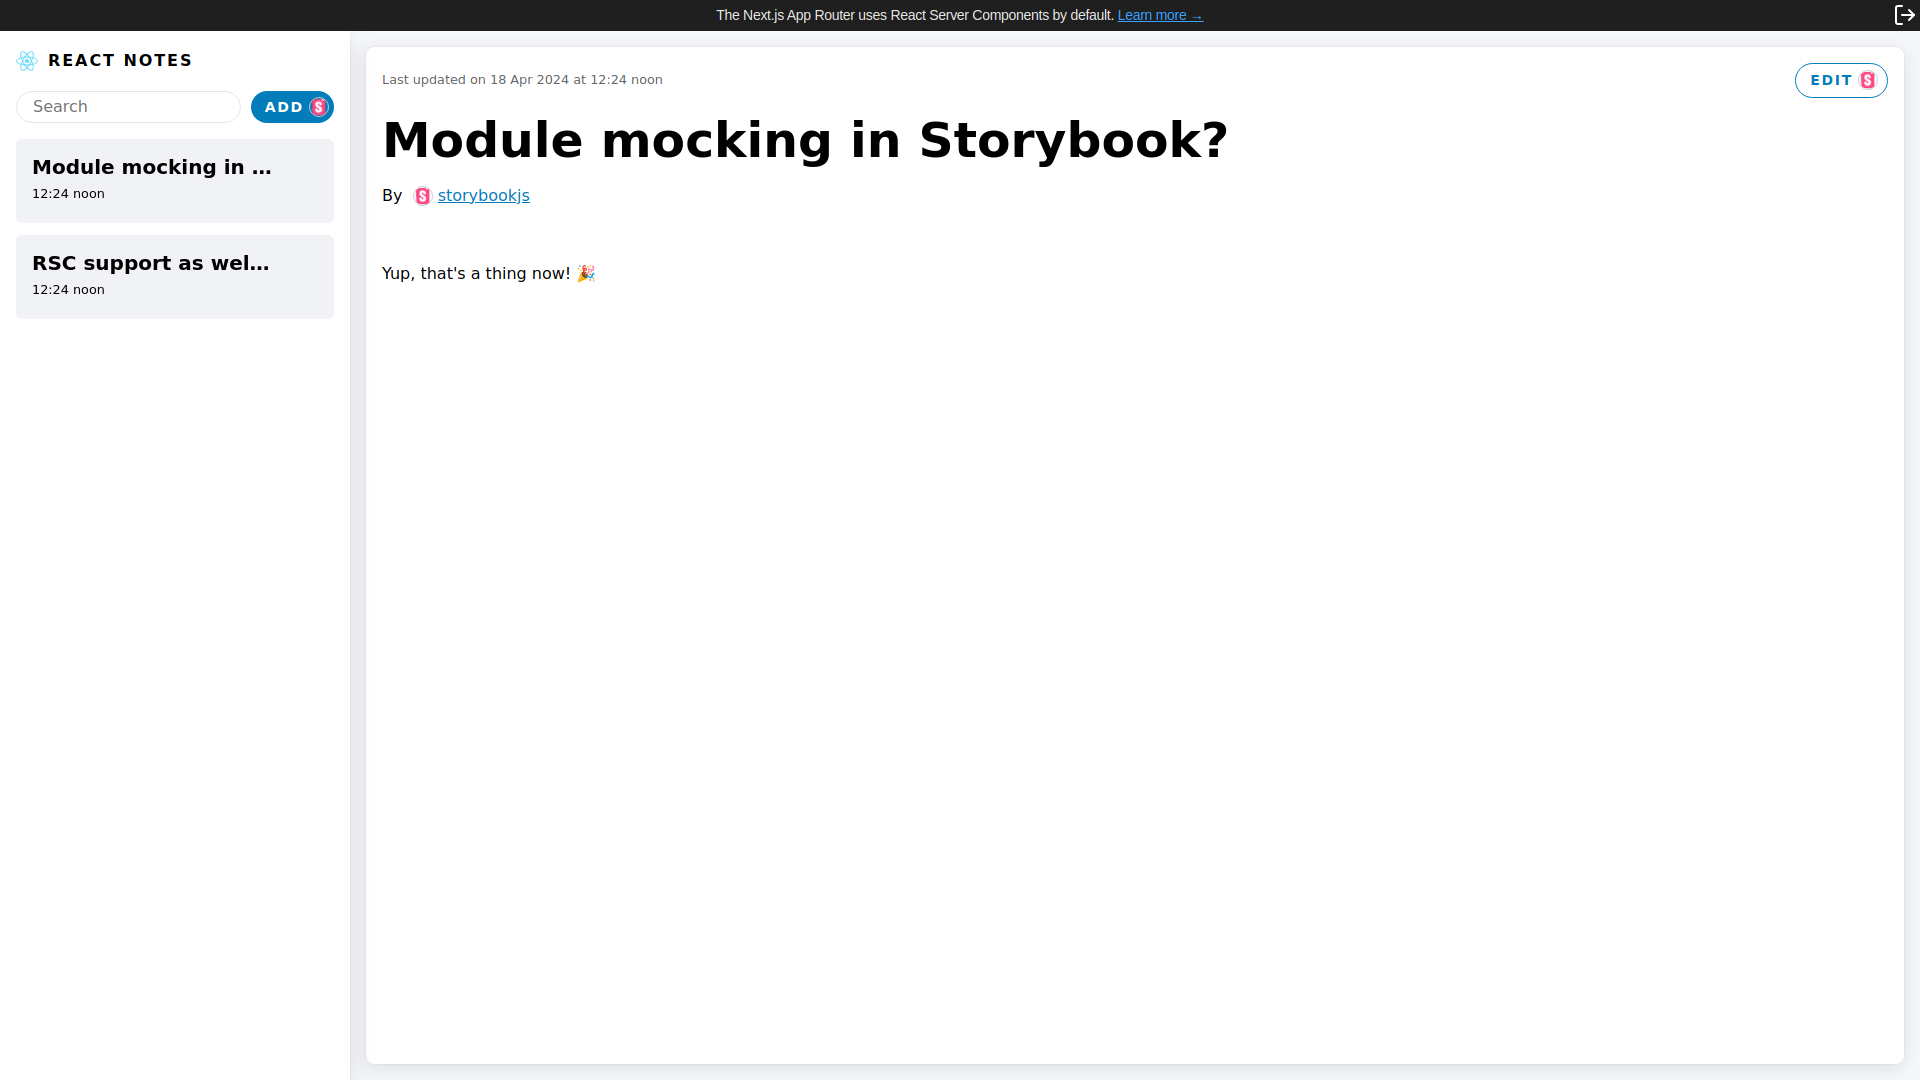 The Next.js App Router uses React Server Components by default. Learn more →
REACT NOTES
Search
ADD
Module mocking in ...
12:24 noon
RSC support as wel...
12:24 noon
Last updated on 18 Apr 2024 at 12:24 noon
EDIT
Module mocking in Storybook?
By storybookjs
Yup, that's a thing now! 🎉